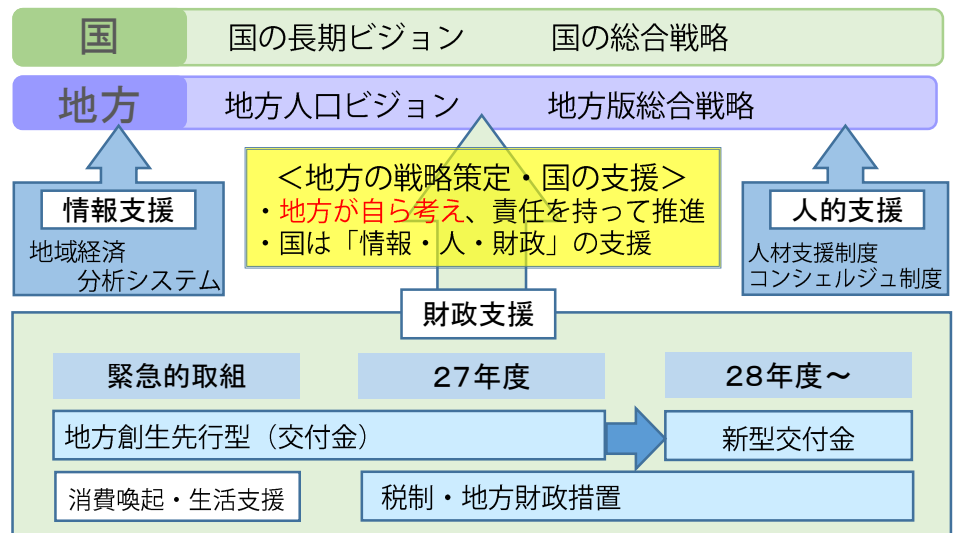 国 国の長期ビジョン 国の総合戦略
地方 地方人口ビジョン 地方版総合戦略
＜地方の戦略策定・国の支援＞
・地方が自ら考え、責任を持って推進
・国は「情報・人・財政」の支援
情報支援
地域経済
分析システム
人的支援
人材支援制度
コンシェルジュ制度
財政支援
緊急的取組 27年度 28年度～
地方創生先行型（交付金） 新型交付金
消費喚起・生活支援 税制・地方財政措置